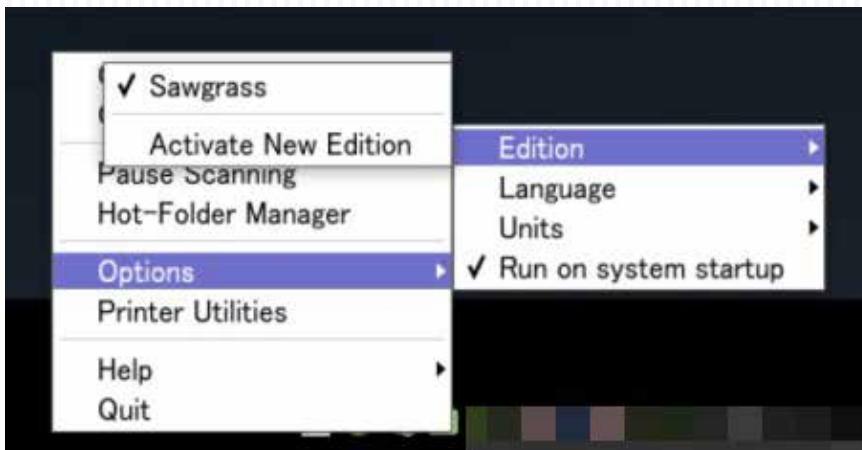 ✓ Sawgrass
Activate New Edition
Pause Scanning
Hot-Folder Manager
Options
Printer Utilities
Help
Quit
Edition
Language
Units
✓ Run on system startup